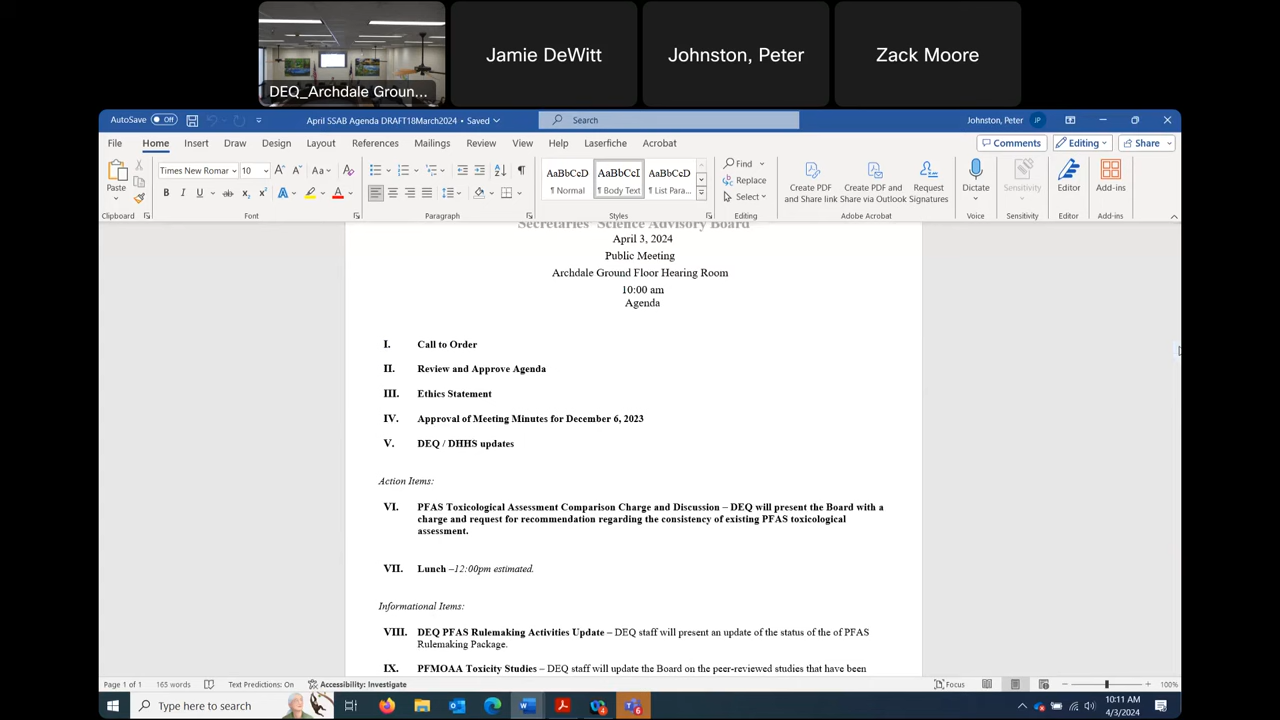 Jamie DeWitt
Johnston, Peter
Zack Moore
DEQ_Archdale Groun...
AutoSave Off
April SSAB Agenda DRAFT18March2024 • Saved
Search
Johnston, Peter
JP
File Home Insert Draw Design Layout References Mailings Review View Help Laserfiche Acrobat
Comments Editing Share
Paste
Times New Roman 10
Aa
B I U ab x
AaBbCcD AaBbCcI AaBbCcD
¶ Normal ¶ Body Text ¶ List Para...
Find
Replace
Select
Create PDF and Share link
Create PDF and Share via Outlook
Request Signatures
Dictate
Sensitivity
Editor
Add-ins
Clipboard Font Paragraph Styles Editing Adobe Acrobat Voice Sensitivity Editor Add-ins
Secretaries' Science Advisory Board
April 3, 2024
Public Meeting
Archdale Ground Floor Hearing Room
10:00 am
Agenda
I. Call to Order
II. Review and Approve Agenda
III. Ethics Statement
IV. Approval of Meeting Minutes for December 6, 2023
V. DEQ / DHHS updates
Action Items:
VI. PFAS Toxicological Assessment Comparison Charge and Discussion – DEQ will present the Board with a
charge and request for recommendation regarding the consistency of existing PFAS toxicological
assessment.
VII. Lunch –12:00pm estimated.
Informational Items:
VIII. DEQ PFAS Rulemaking Activities Update – DEQ staff will present an update of the status of the of PFAS
Rulemaking Package.
IX. PFMOAA Toxicity Studies – DEQ staff will update the Board on the peer-reviewed studies that have been
Page 1 of 1 165 words Text Predictions: On Accessibility: Investigate Focus 100%
Type here to search
10:11 AM
4/3/2024